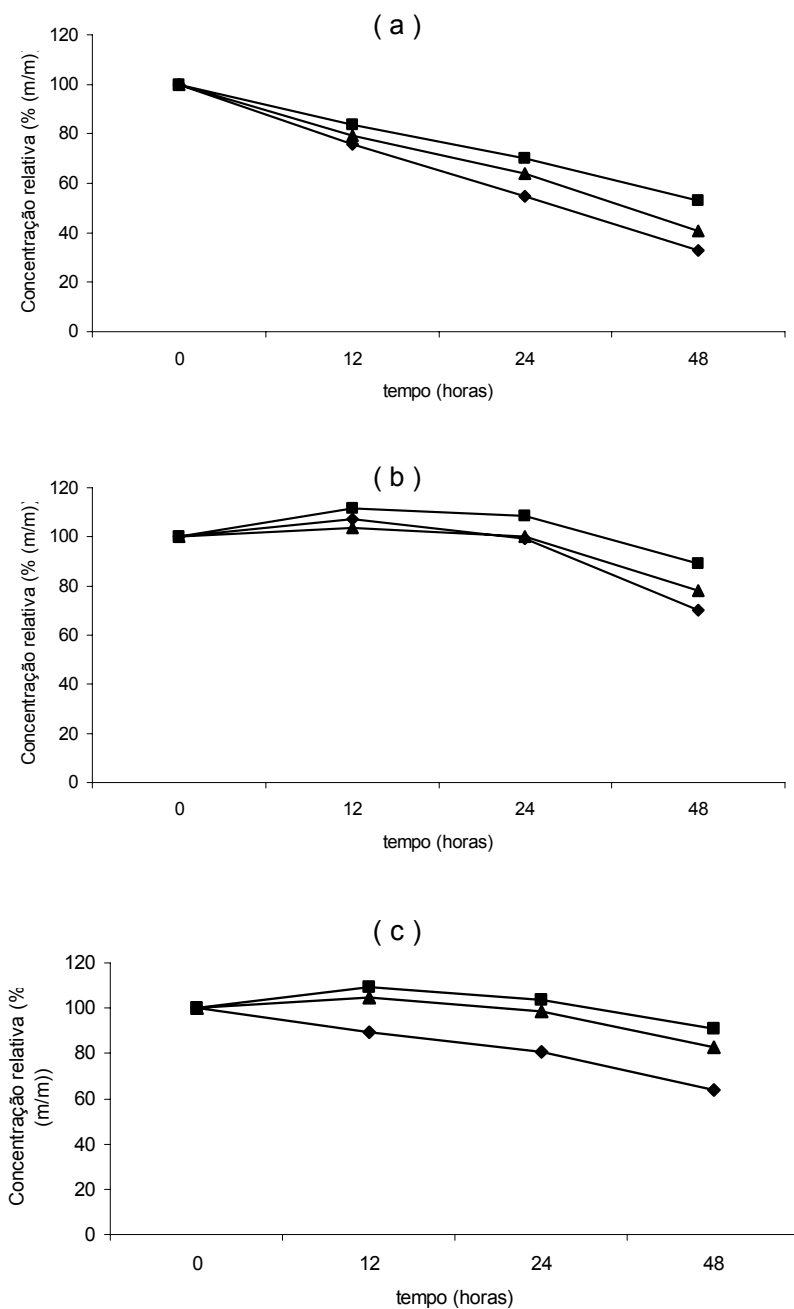 ( a )
120
100
80
60
40
20
0
Concentração relativa (% (m/m)
0 12 24 48
tempo (horas)
( b )
120
100
80
60
40
20
0
Concentração relativa (% (m/m)
0 12 24 48
tempo (horas)
( c )
120
100
80
60
40
20
0
Concentração relativa (%
(m/m))
0 12 24 48
tempo (horas)